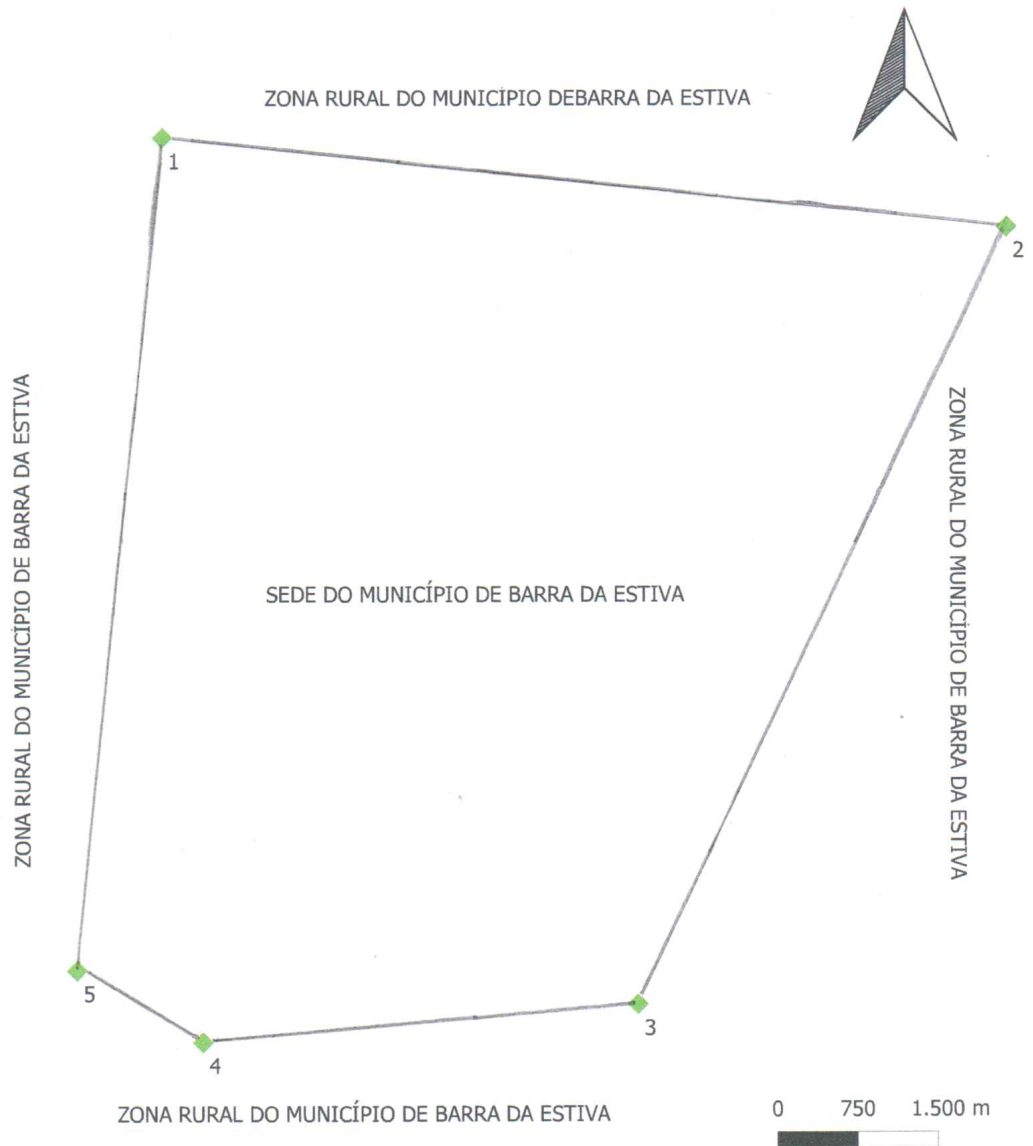 ZONA RURAL DO MUNICÍPIO DEBARRA DA ESTIVA
1
2
ZONA RURAL DO MUNICÍPIO DE BARRA DA ESTIVA
ZONA RURAL DO MUNICÍPIO DE BARRA DA ESTIVA
SEDE DO MUNICÍPIO DE BARRA DA ESTIVA
5
3
4
ZONA RURAL DO MUNICÍPIO DE BARRA DA ESTIVA
0 750 1.500 m